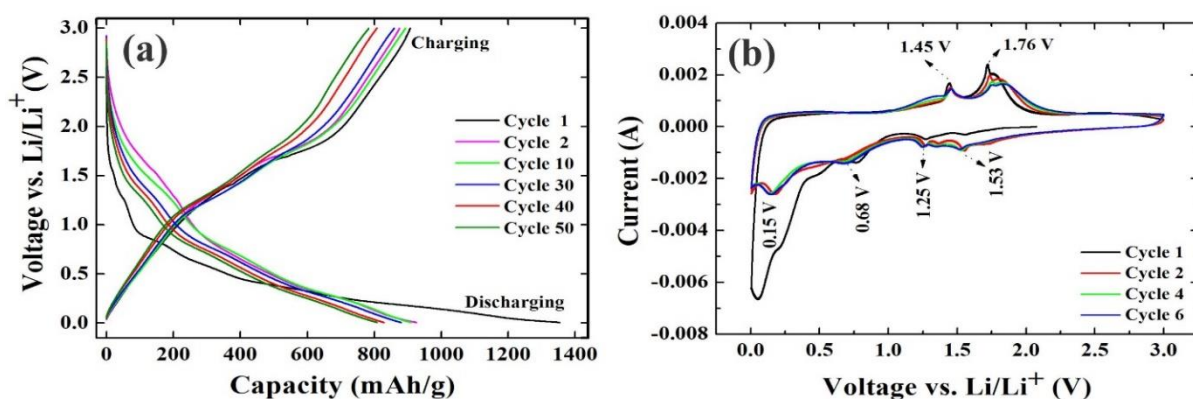 (a)
Charging
Cycle 1
Cycle 2
Cycle 10
Cycle 30
Cycle 40
Cycle 50
Discharging
Voltage vs. Li/Li⁺ (V)
3.0
2.5
2.0
1.5
1.0
0.5
0.0
0 200 400 600 800 1000 1200 1400
Capacity (mAh/g)
(b)
1.45 V
1.76 V
0.15 V
0.68 V
1.25 V
1.53 V
Cycle 1
Cycle 2
Cycle 4
Cycle 6
Current (A)
0.004
0.002
0.000
-0.002
-0.004
-0.006
-0.008
0.0 0.5 1.0 1.5 2.0 2.5 3.0
Voltage vs. Li/Li⁺ (V)